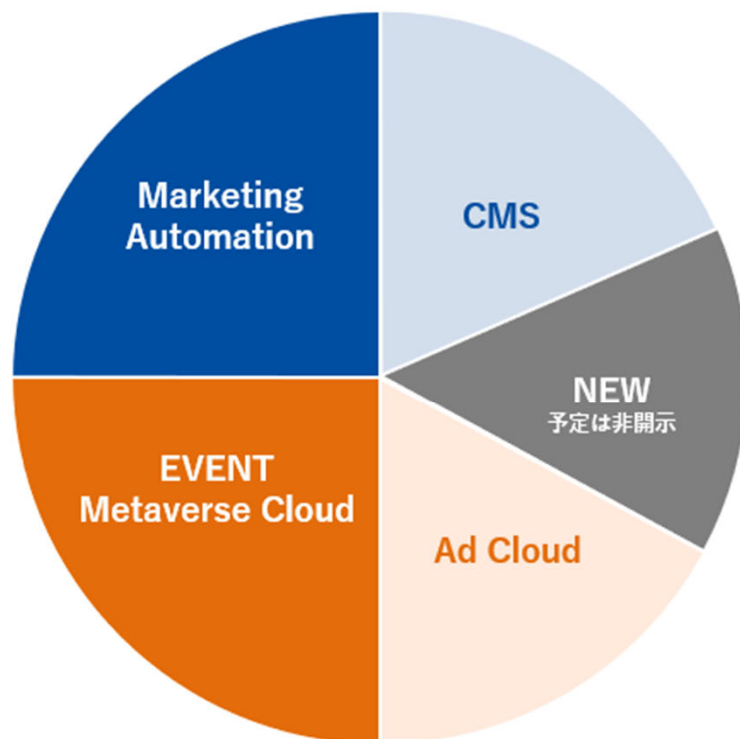 Marketing
Automation
CMS
NEW
予定は非開示
EVENT
Metaverse Cloud
Ad Cloud